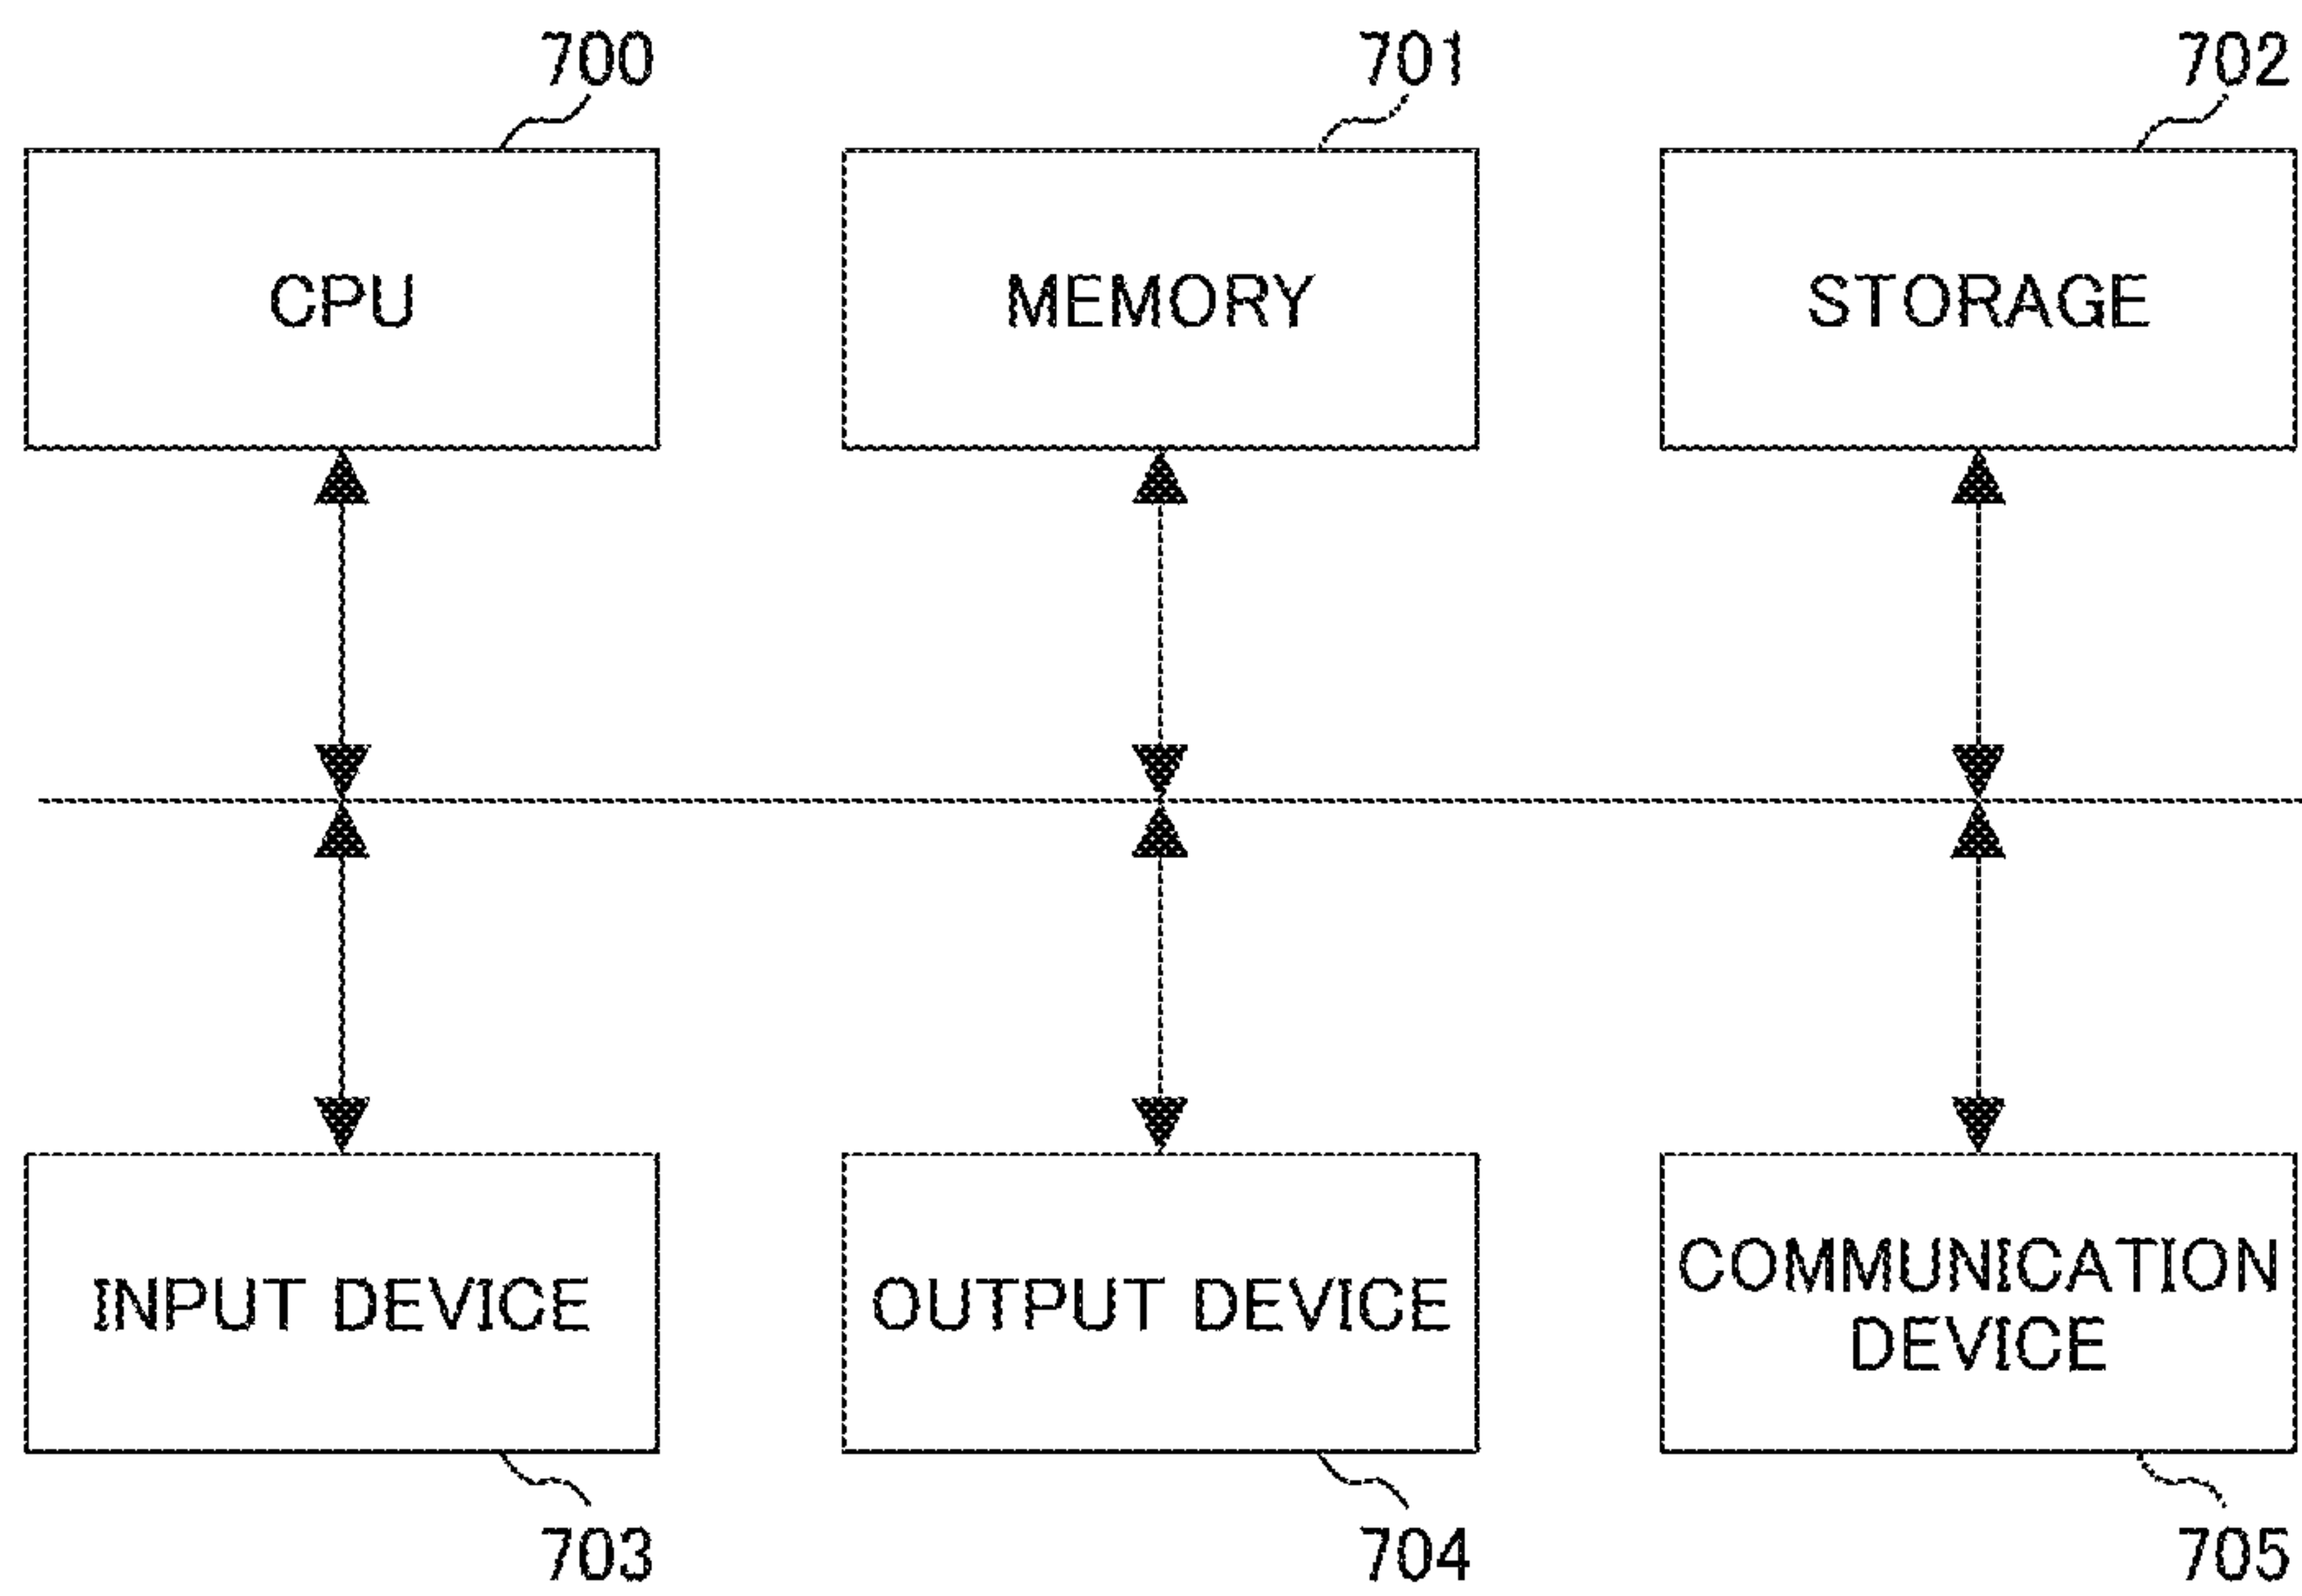 700
701
702
CPU
MEMORY
STORAGE
INPUT DEVICE
OUTPUT DEVICE
COMMUNICATION
DEVICE
703
704
705